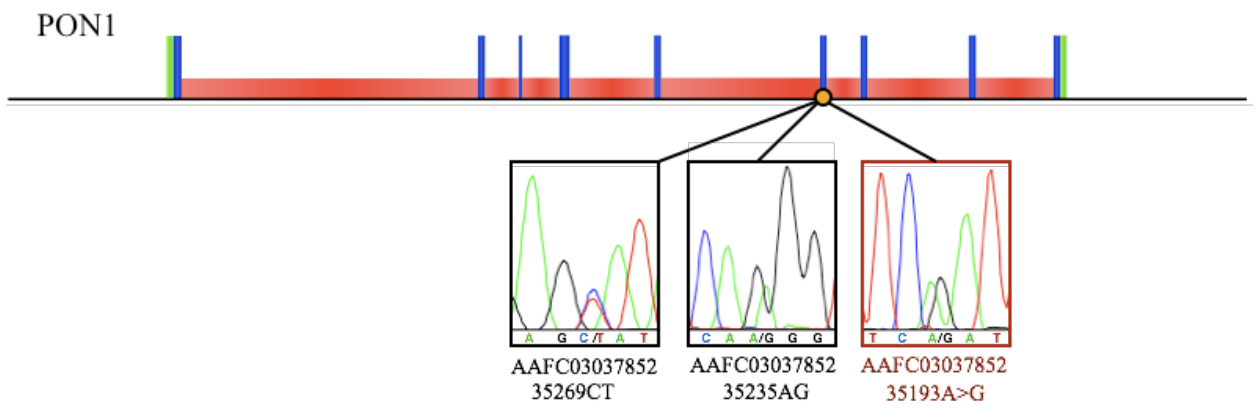 PON1
A G C/T A T
C A A/G G G
T C A/G A T
AAFC03037852
35269CT
AAFC03037852
35235AG
AAFC03037852
35193A>G